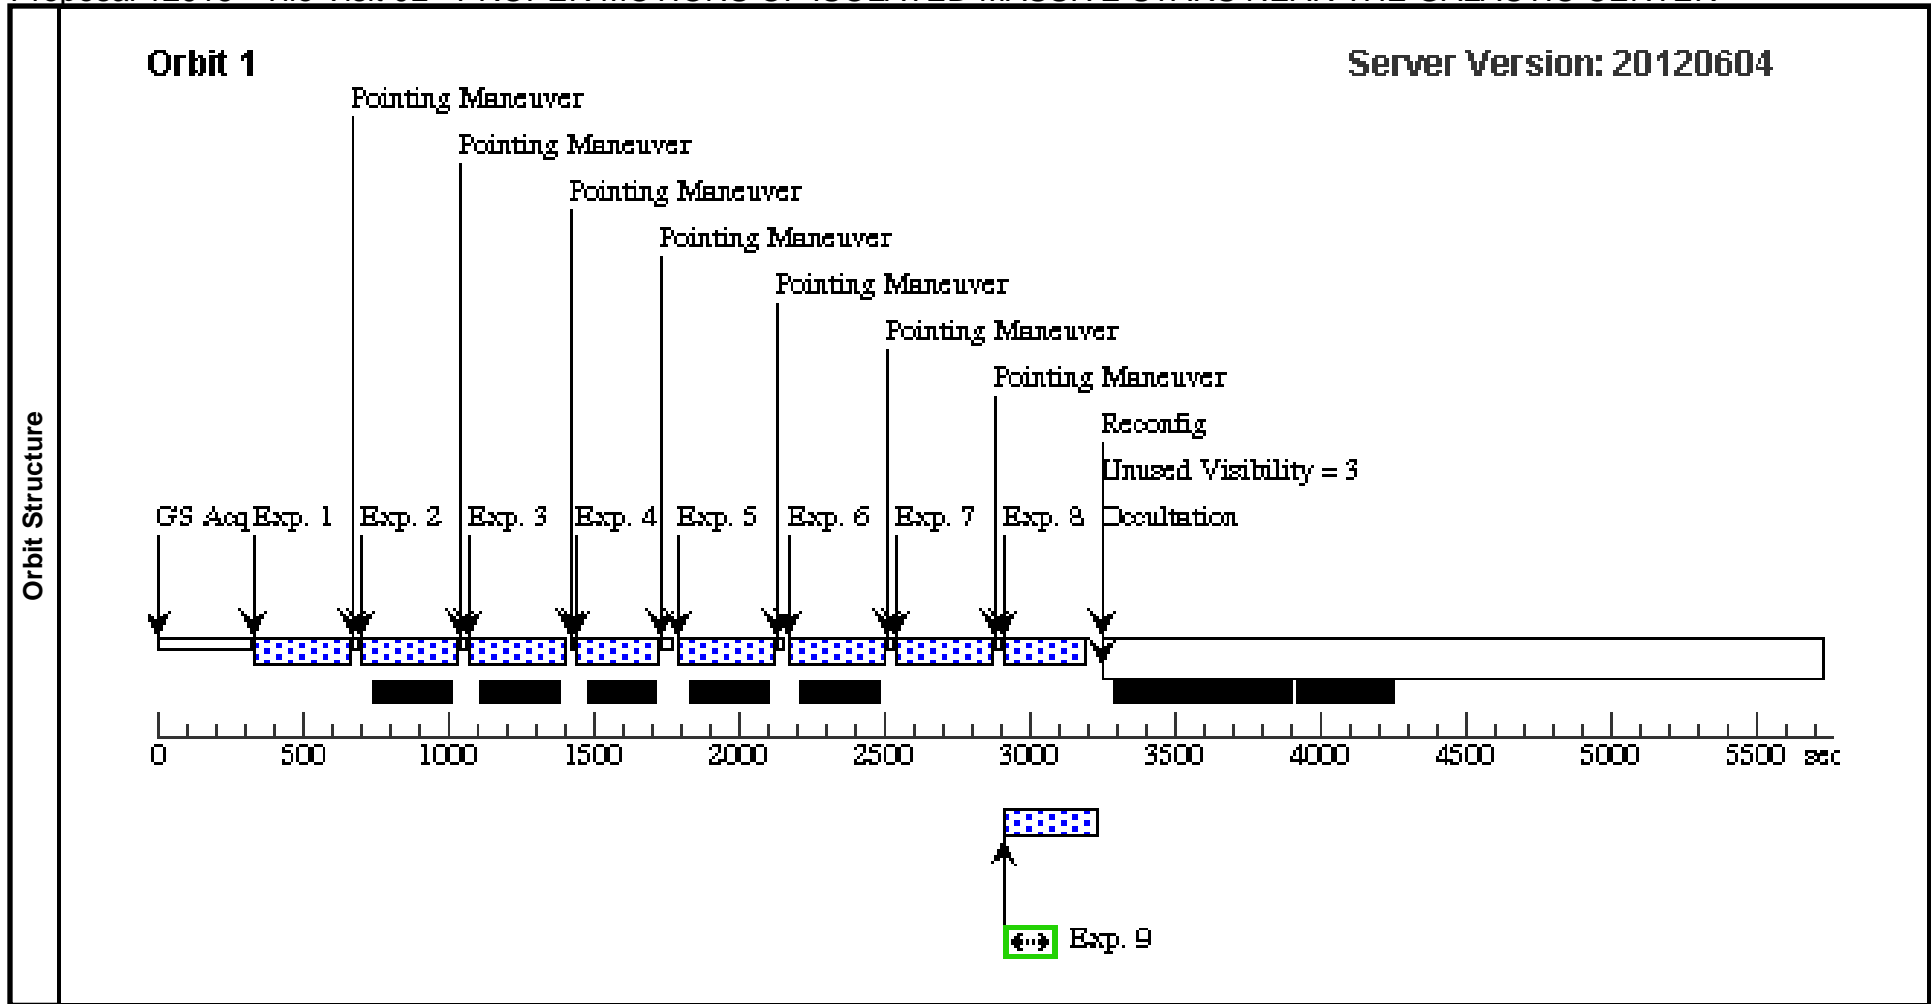 Orbit 1
Server Version: 20120604
Pointing Maneuver
Pointing Maneuver
Pointing Maneuver
Pointing Maneuver
Pointing Maneuver
Pointing Maneuver
Pointing Maneuver
Reconfig
Unused Visibility = 3
GS Acq Exp. 1 Exp. 2 Exp. 3 Exp. 4 Exp. 5 Exp. 6 Exp. 7 Exp. 8 Occultation
Orbit Structure
0 500 1000 1500 2000 2500 3000 3500 4000 4500 5000 5500 sec
Exp. 9